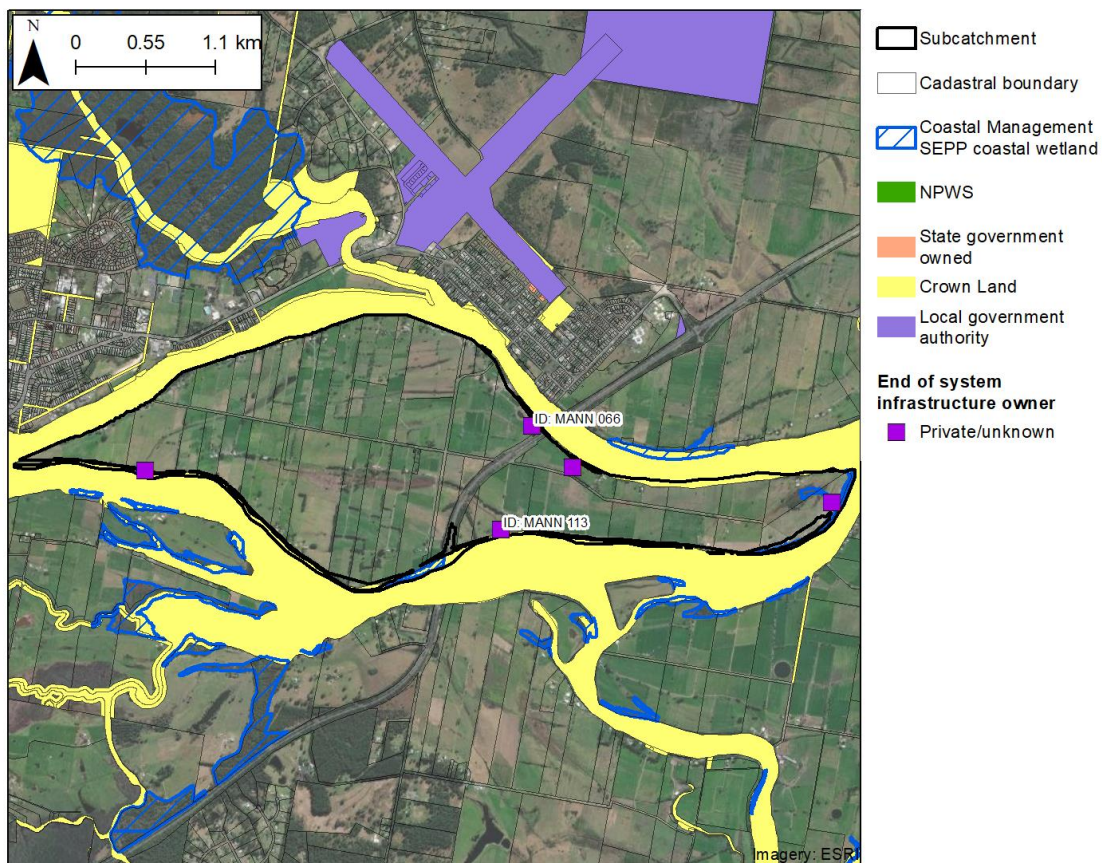 N
0 0.55 1.1 km
ID: MANN 066
ID: MANN 113
Imagery: ESRI
Subcatchment
Cadastral boundary
Coastal Management
SEPP coastal wetland
NPWS
State government
owned
Crown Land
Local government
authority
End of system
infrastructure owner
Private/unknown